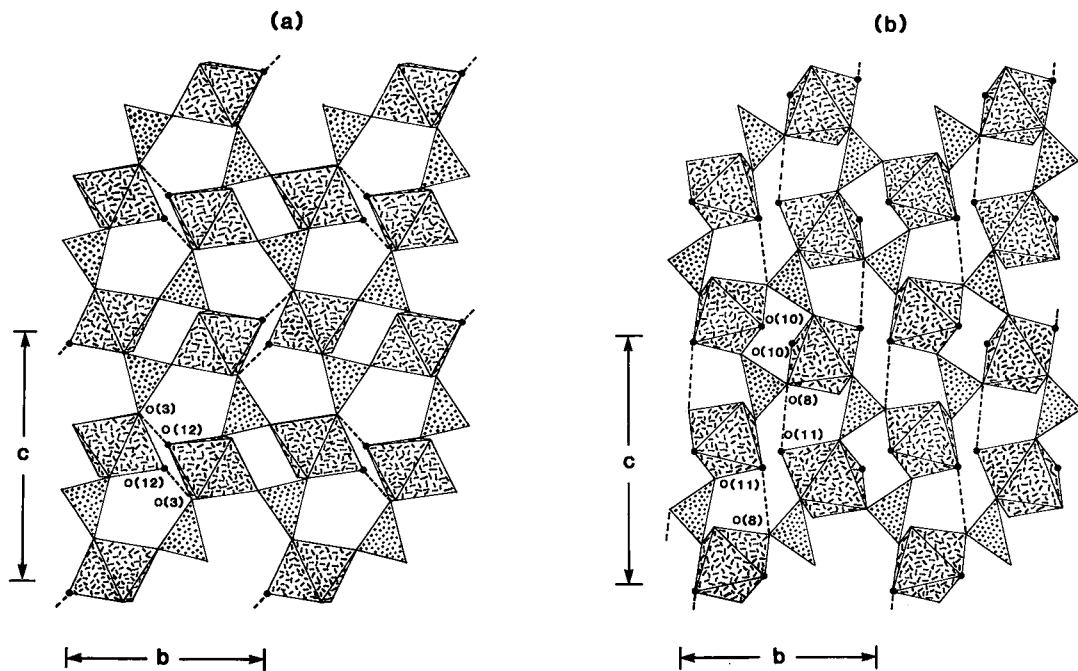 (a)
(b)
O(3)
O(12)
O(12)
O(3)
c
b
O(10)
O(10)
O(8)
O(11)
O(11)
O(8)
c
b